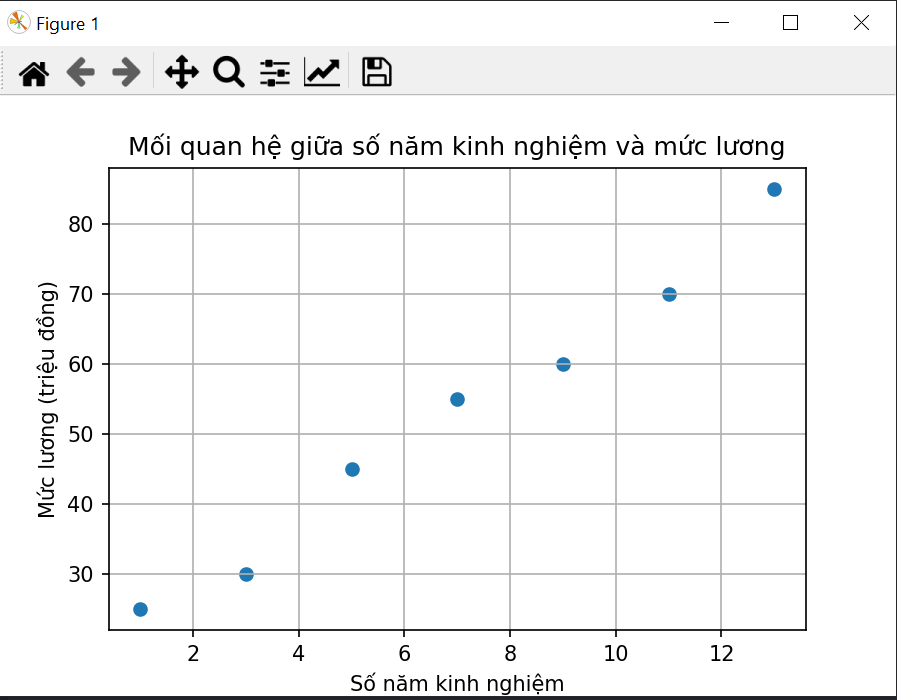 Figure 1
Mối quan hệ giữa số năm kinh nghiệm và mức lương
Mức lương (triệu đồng)
80
70
60
50
40
30
2 4 6 8 10 12
Số năm kinh nghiệm